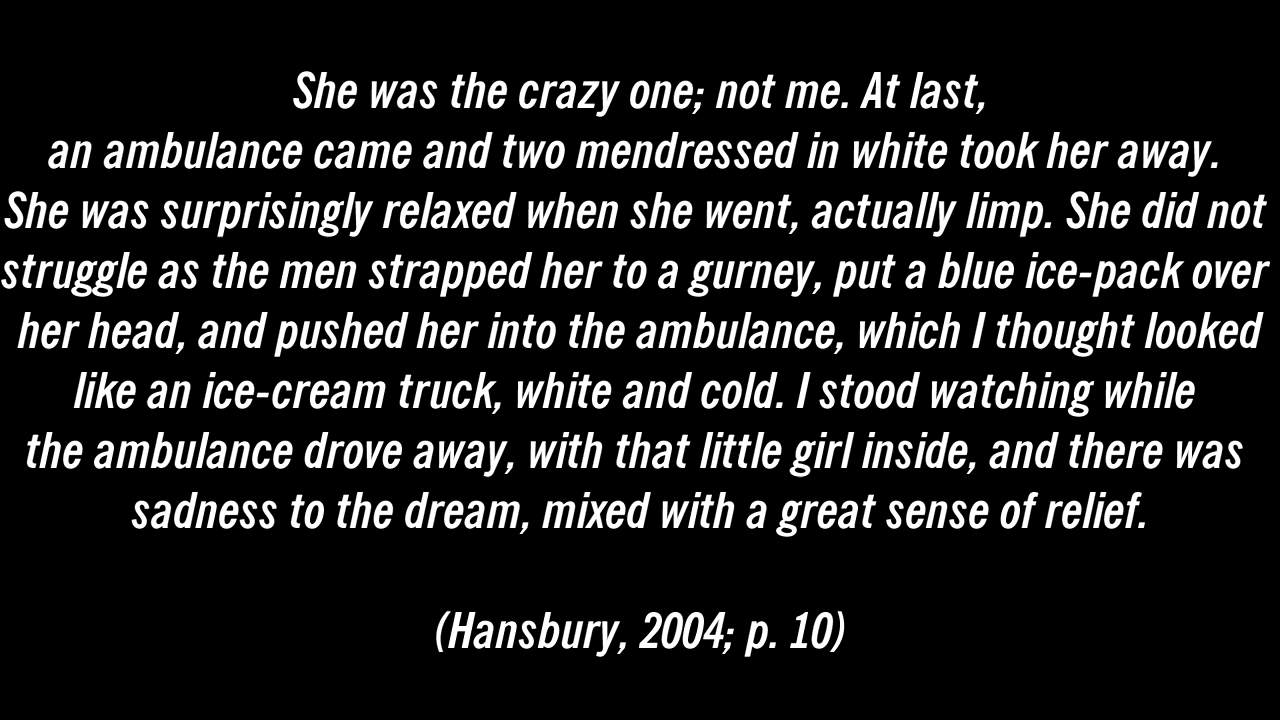 She was the crazy one; not me. At last,
an ambulance came and two mendressed in white took her away.
She was surprisingly relaxed when she went, actually limp. She did not
struggle as the men strapped her to a gurney, put a blue ice-pack over
her head, and pushed her into the ambulance, which I thought looked
like an ice-cream truck, white and cold. I stood watching while
the ambulance drove away, with that little girl inside, and there was
sadness to the dream, mixed with a great sense of relief.
(Hansbury, 2004; p. 10)